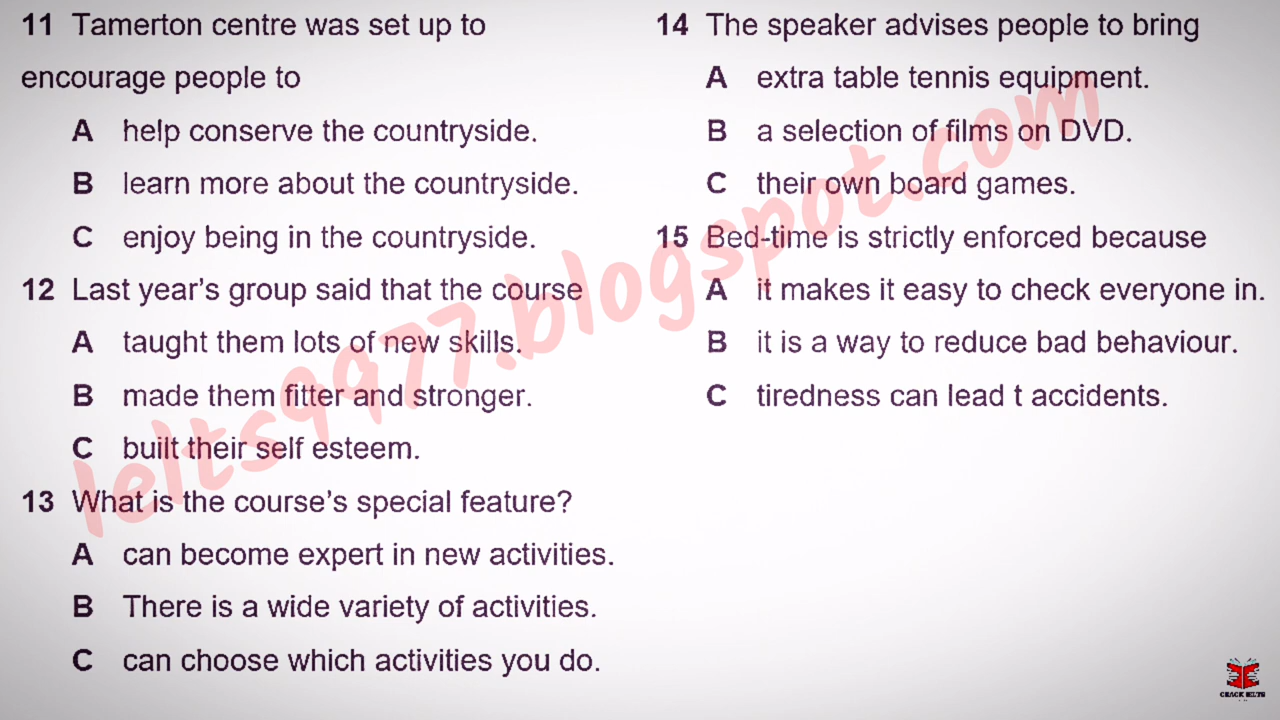 11 Tamerton centre was set up to
encourage people to
A help conserve the countryside.
B learn more about the countryside.
C enjoy being in the countryside.
12 Last year's group said that the course
A taught them lots of new skills.
B made them fitter and stronger.
C built their self esteem.
13 What is the course's special feature?
A can become expert in new activities.
B There is a wide variety of activities.
C can choose which activities you do.
14 The speaker advises people to bring
A extra table tennis equipment.
B a selection of films on DVD.
C their own board games.
15 Bed-time is strictly enforced because
A it makes it easy to check everyone in.
B it is a way to reduce bad behaviour.
C tiredness can lead t accidents.
Ielts9977.blogspot.com
CRACK IELTS